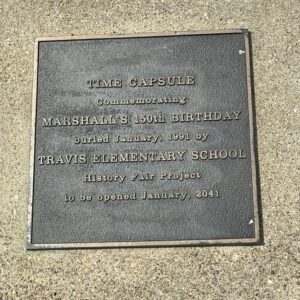 TIME CAPSULE
Commemorating
MARSHALL'S 150th BIRTHDAY
buried January, 1991 by
TRAVIS ELEMENTARY SCHOOL
History Fair Project
to be opened January, 2041